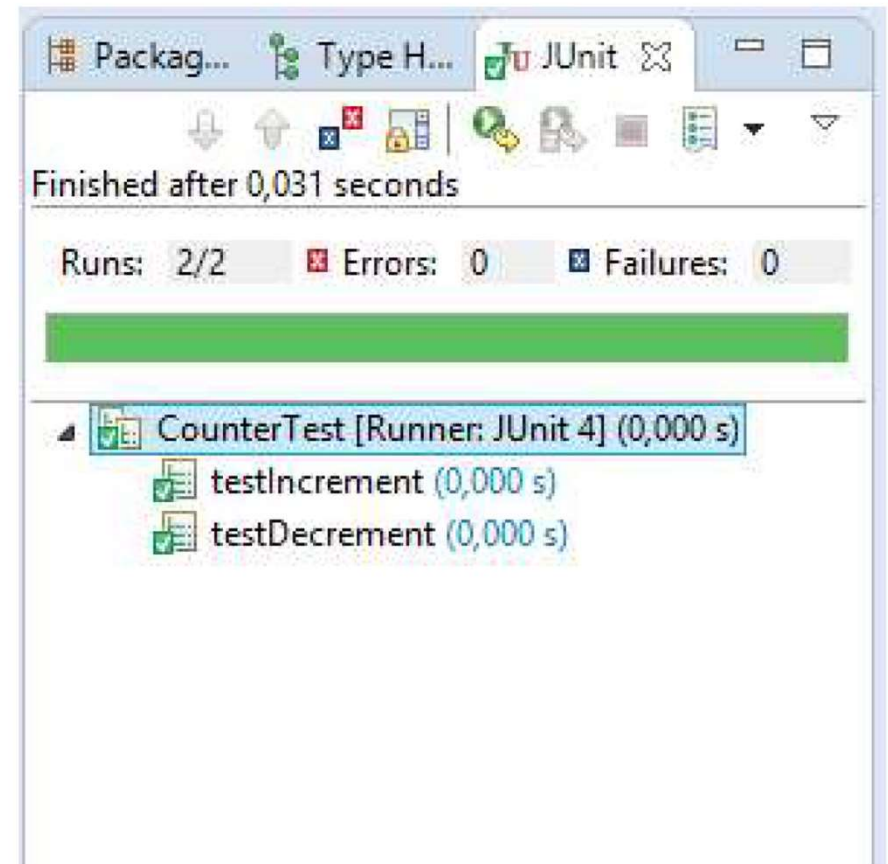 Packag... Type H... JUnit
Finished after 0,031 seconds
Runs: 2/2 Errors: 0 Failures: 0
CounterTest [Runner: JUnit 4] (0,000 s)
testIncrement (0,000 s)
testDecrement (0,000 s)